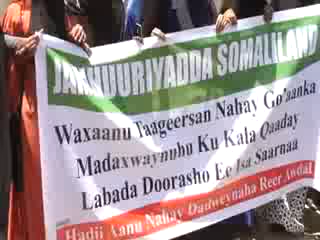 JAMHUURIYADDA SOMALILAND
Waxaanu Taageersan Nahay Go'aanka
Madaxwaynuhu Ku Kala Qaaday
Labada Doorasho Ee Isa Saarnaa
Hadii Aanu Nahay Dadweynaha Reer Awdal